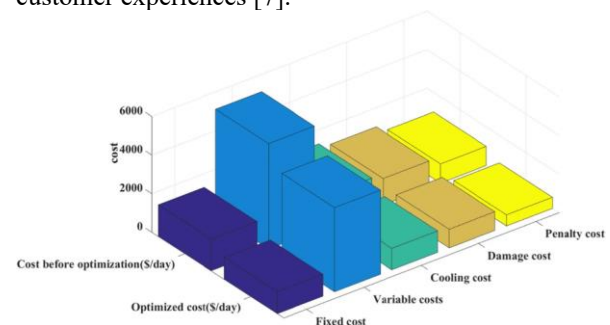 customer experiences [7].
6000
4000
2000
0
cost
Cost before optimization($/day)
Optimized cost($/day)
Fixed cost
Variable costs
Cooling cost
Damage cost
Penalty cost